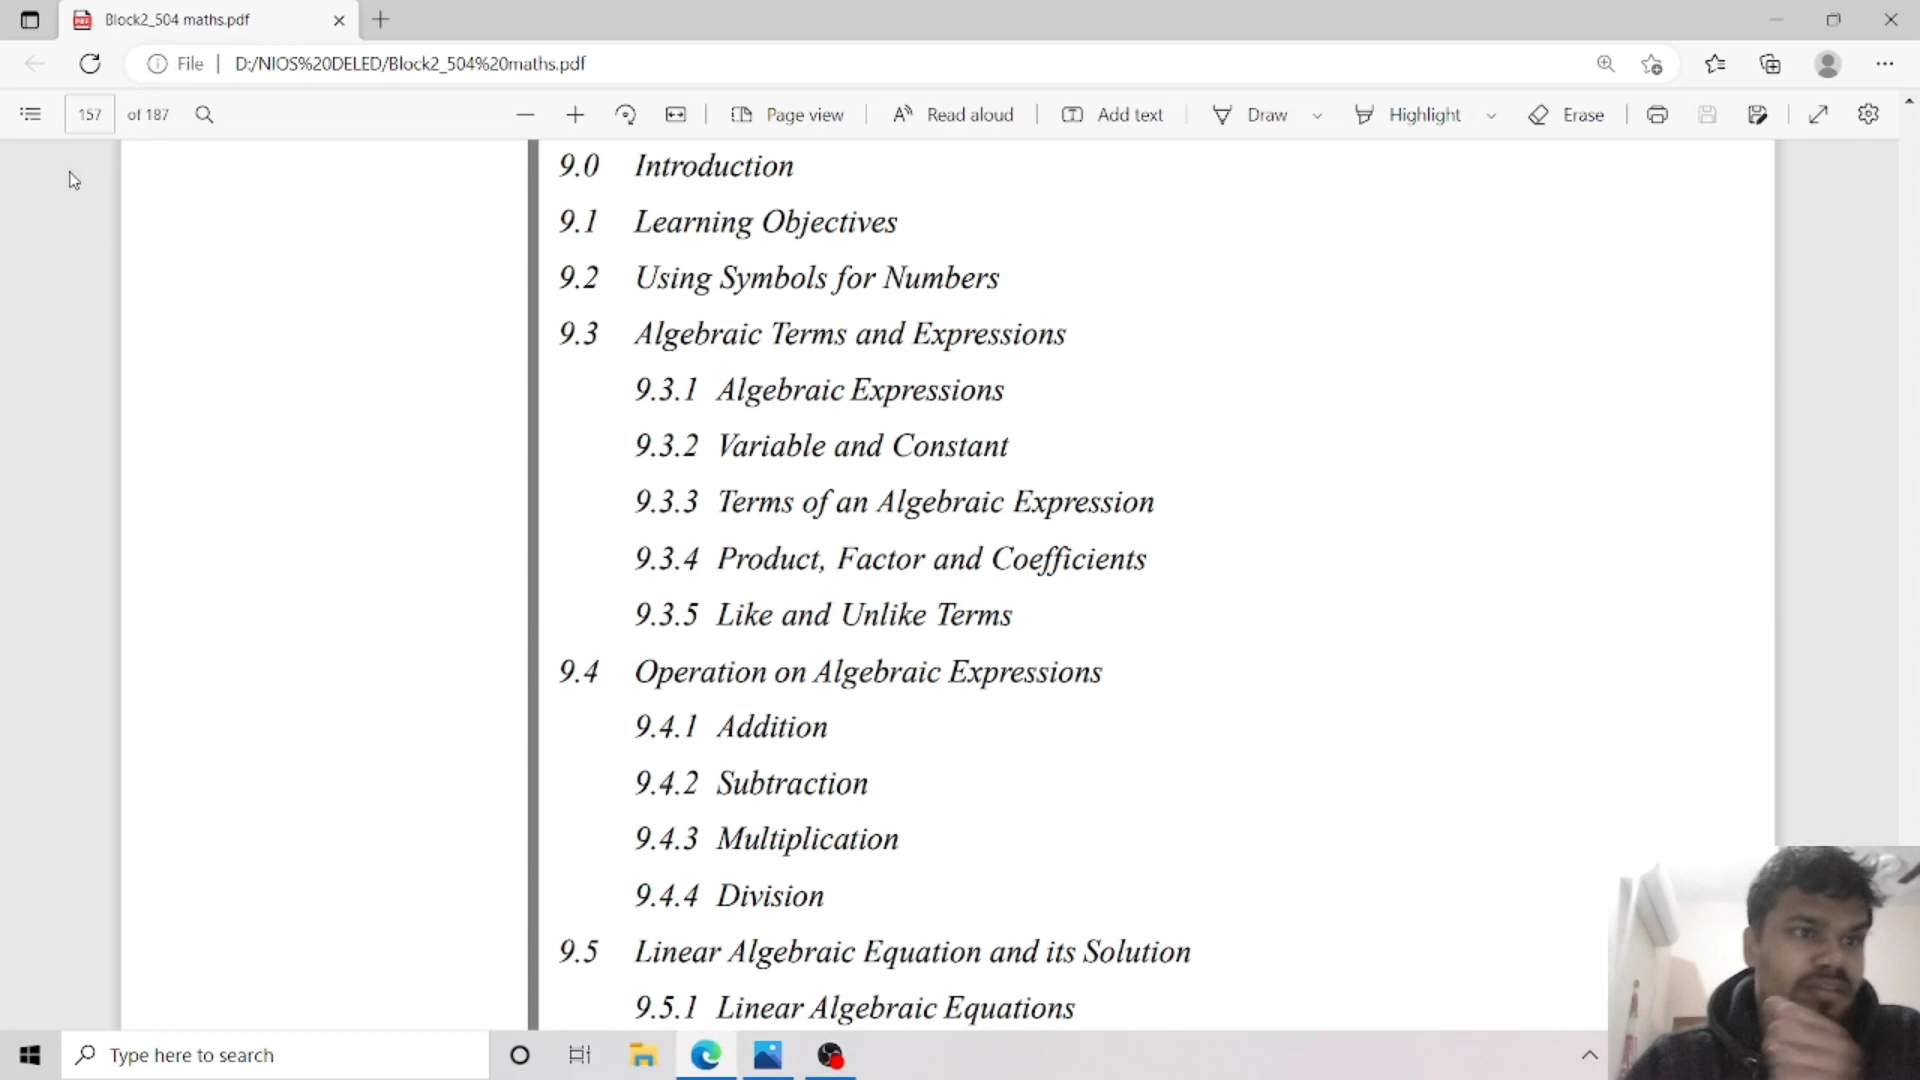 Block2_504 maths.pdf
File
D:/NIOS%20DELED/Block2_504%20maths.pdf
157 of 187
Page view
Read aloud
Add text
Draw
Highlight
Erase
9.0 Introduction
9.1 Learning Objectives
9.2 Using Symbols for Numbers
9.3 Algebraic Terms and Expressions
9.3.1 Algebraic Expressions
9.3.2 Variable and Constant
9.3.3 Terms of an Algebraic Expression
9.3.4 Product, Factor and Coefficients
9.3.5 Like and Unlike Terms
9.4 Operation on Algebraic Expressions
9.4.1 Addition
9.4.2 Subtraction
9.4.3 Multiplication
9.4.4 Division
9.5 Linear Algebraic Equation and its Solution
9.5.1 Linear Algebraic Equations
Type here to search